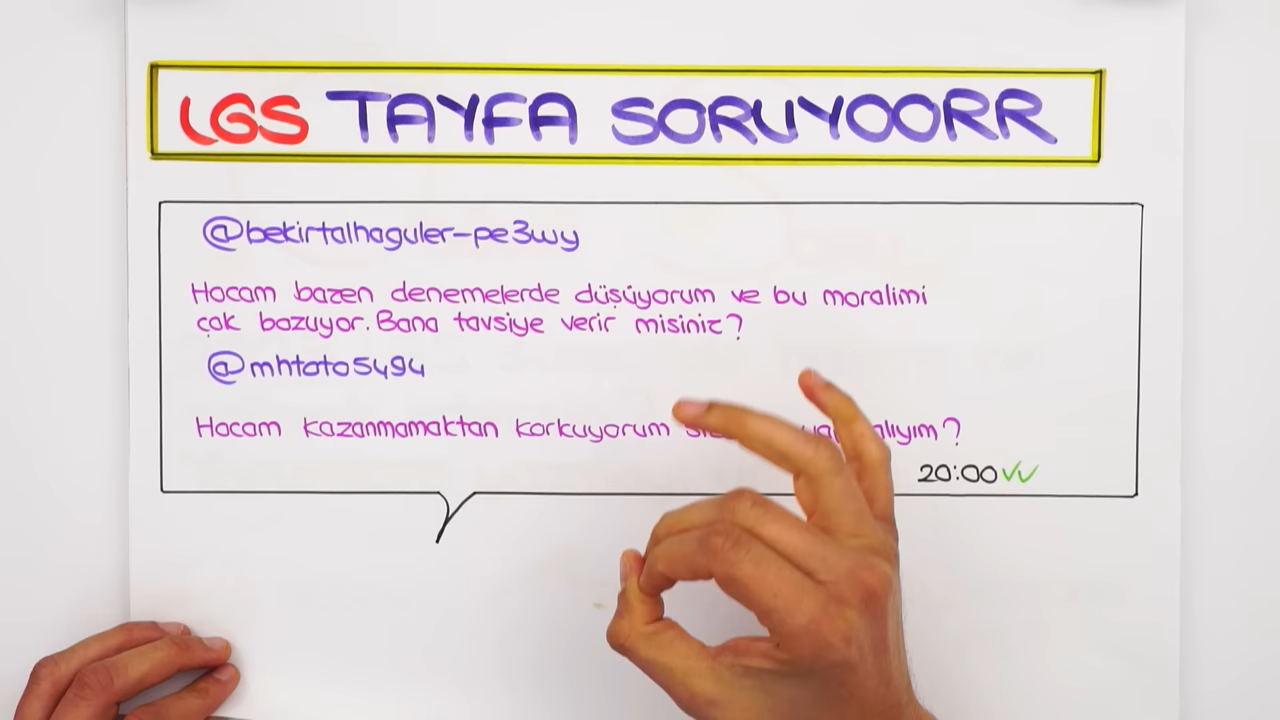 LGS TAYFA SORUYOORR
@bekirtalhaguler-pe3wy
Hocam bazen denemelerde düşüyorum ve bu moralimi
çok bozuyor. Bana tavsiye verir misiniz?
@mhtoto5494
Hocam kazanmamaktan korkuyorum
20:00